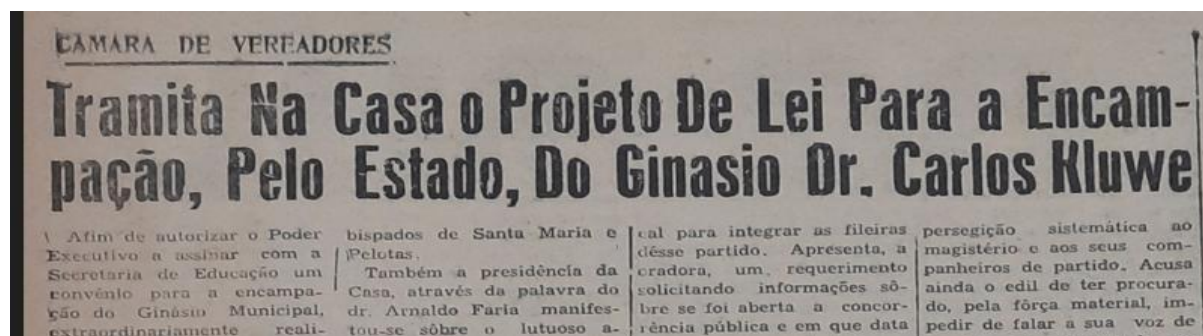 CAMARA DE VEREADORES
Tramita Na Casa o Projeto De Lei Para a Encam-
pação, Pelo Estado, Do Ginasio Dr. Carlos Kluwe
Afim de autorizar o Poder
Executivo a assinar com a
Secretaria de Educação um
convênio para a encampa-
ção do Ginásio Municipal,
extraordinariamente reali-
bispados de Santa Maria e
Pelotas.
Também a presidência da
Casa, através da palavra do
dr. Arnaldo Faria manifes-
tou-se sôbre o lutuoso a-
cal para integrar as fileiras
dêsse partido. Apresenta, a
oradora, um requerimento
solicitando informações sô-
bre se foi aberta a concor-
rência pública e em que data
persegição sistemática ao
magistério e aos seus com-
panheiros de partido. Acusa
ainda o edil de ter procura-
do, pela fôrça material, im-
pedir de falar a sua voz de